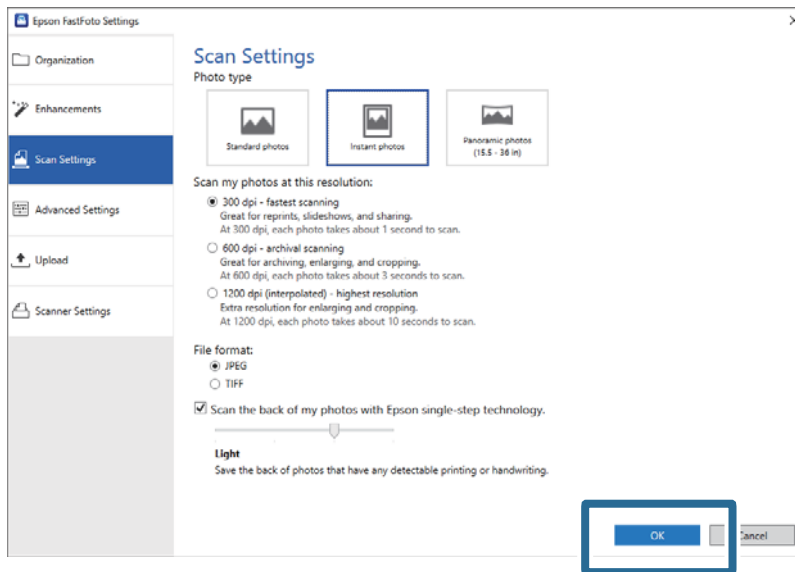 Epson FastFoto Settings
Organization
Enhancements
Scan Settings
Advanced Settings
Upload
Scanner Settings
Scan Settings
Photo type
Standard photos
Instant photos
Panoramic photos
(15.5 - 36 in)
Scan my photos at this resolution:
300 dpi - fastest scanning
Great for reprints, slideshows, and sharing.
At 300 dpi, each photo takes about 1 second to scan.
600 dpi - archival scanning
Great for archiving, enlarging, and cropping.
At 600 dpi, each photo takes about 3 seconds to scan.
1200 dpi (interpolated) - highest resolution
Extra resolution for enlarging and cropping.
At 1200 dpi, each photo takes about 10 seconds to scan.
File format:
JPEG
TIFF
Scan the back of my photos with Epson single-step technology.
Light
Save the back of photos that have any detectable printing or handwriting.
OK
Cancel